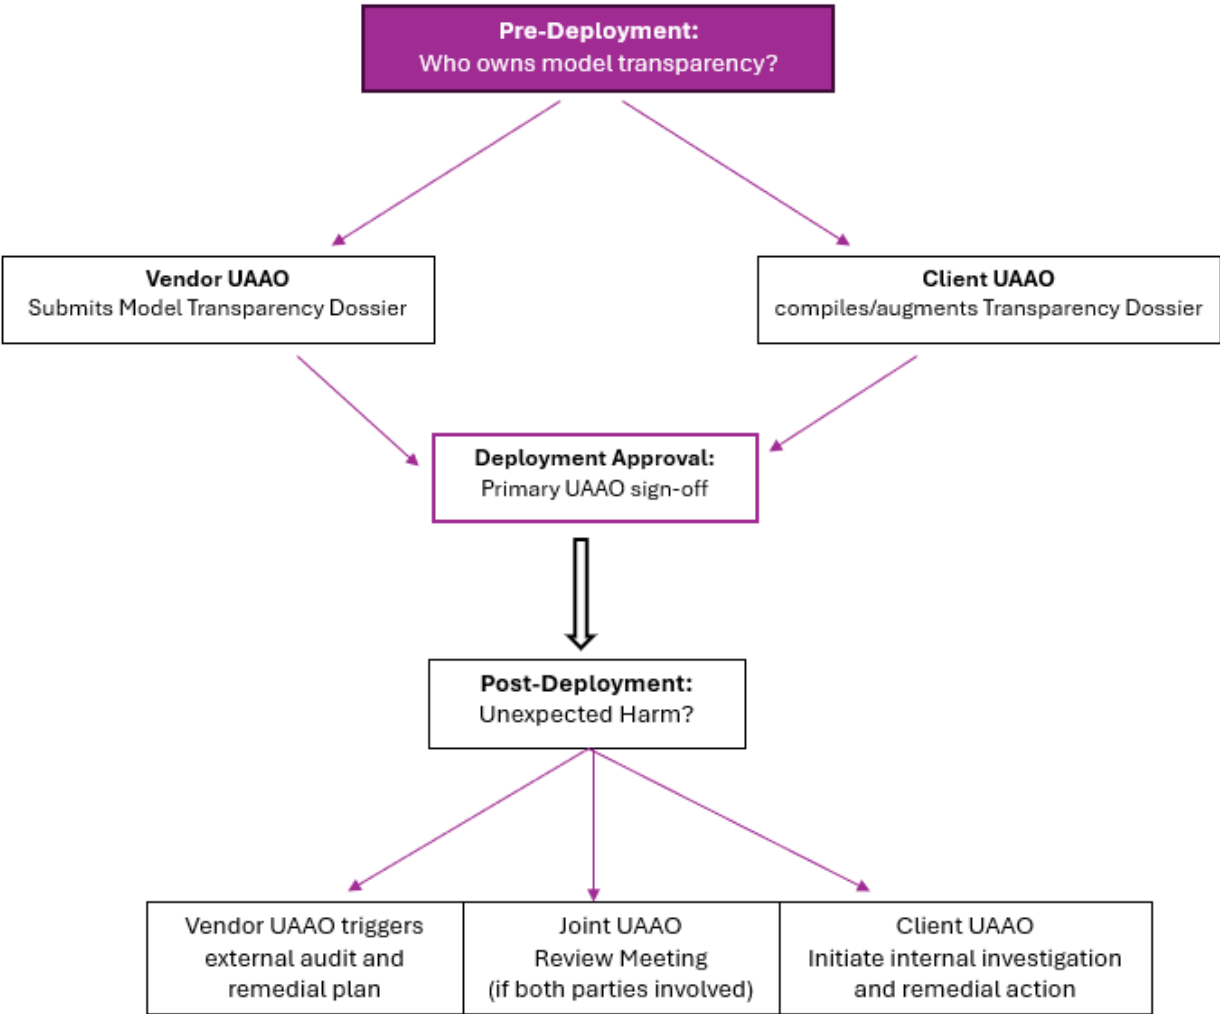 Pre-Deployment:
Who owns model transparency?
Vendor UAAO
Submits Model Transparency Dossier
Client UAAO
compiles/augments Transparency Dossier
Deployment Approval:
Primary UAAO sign-off
Post-Deployment:
Unexpected Harm?
Vendor UAAO triggers
external audit and
remedial plan
Joint UAAO
Review Meeting
(if both parties involved)
Client UAAO
Initiate internal investigation
and remedial action